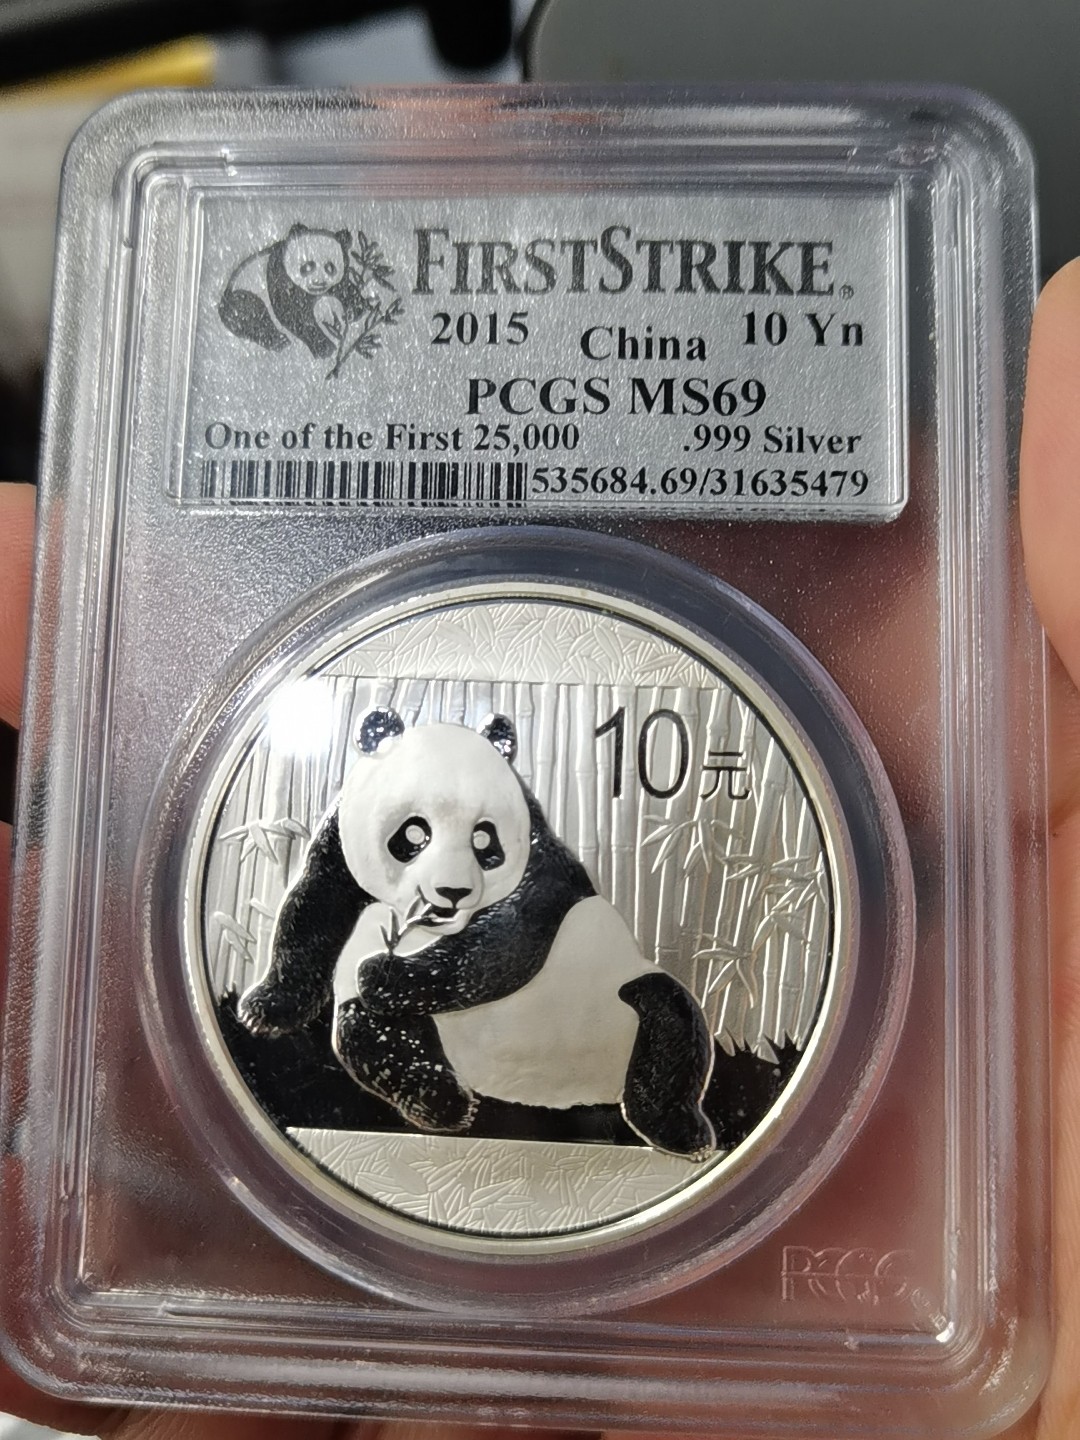 FIRSTSTRIKE®
2015 China 10 Yn
PCGS MS69
One of the First 25,000 .999 Silver
535684.69/31635479
10元
PCGS